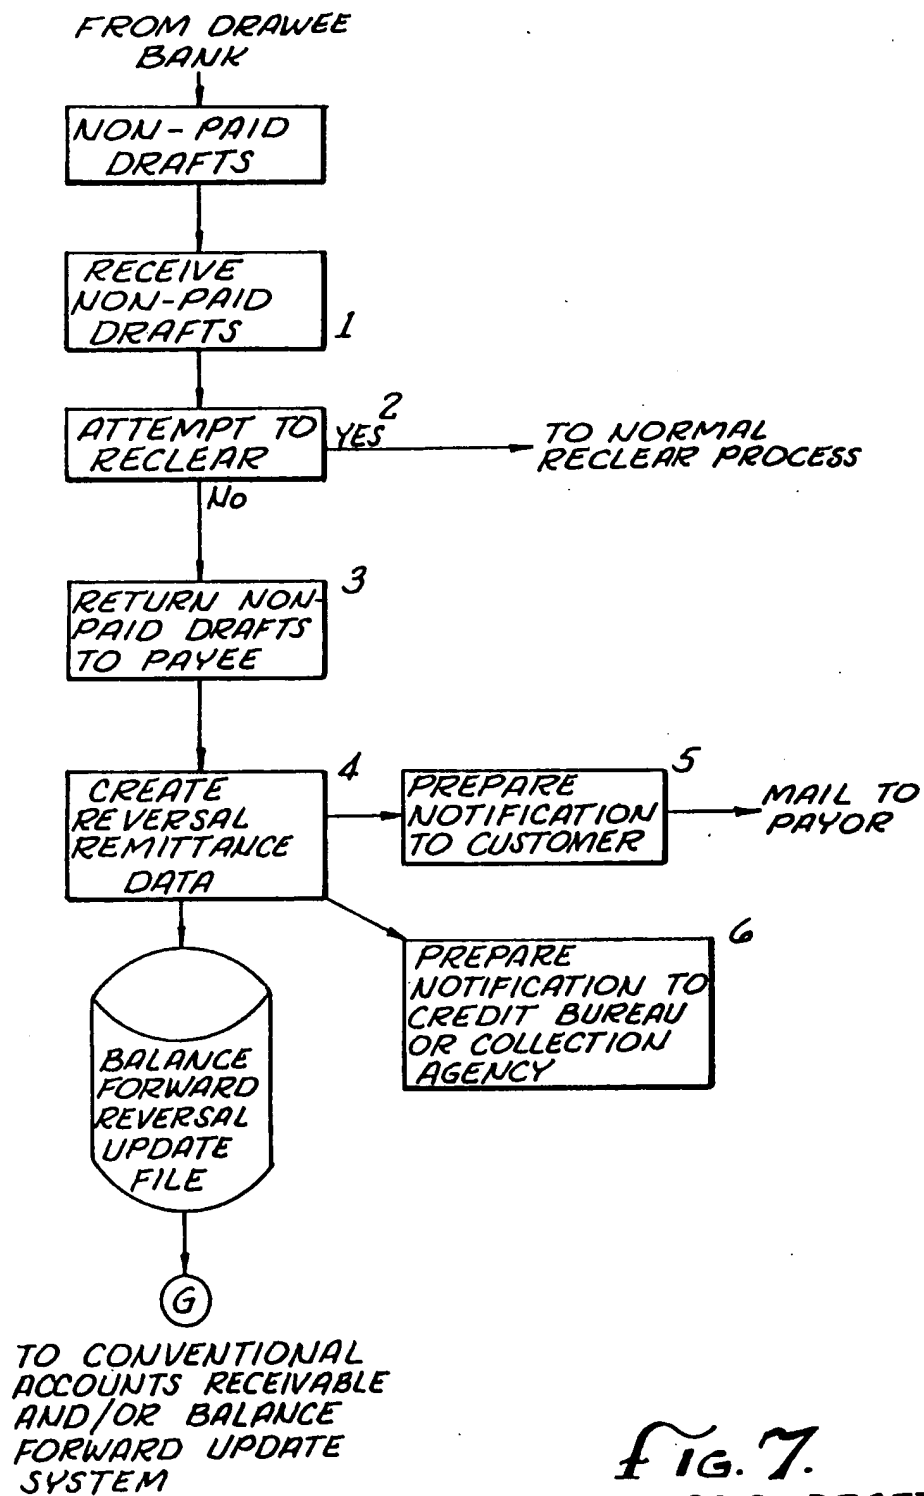 FROM DRAWEE
BANK
NON-PAID
DRAFTS
RECEIVE
NON-PAID
DRAFTS
1
ATTEMPT TO
RECLEAR
2
YES
TO NORMAL
RECLEAR PROCESS
NO
3
RETURN NON-
PAID DRAFTS
TO PAYEE
4
CREATE
REVERSAL
REMITTANCE
DATA
5
PREPARE
NOTIFICATION
TO CUSTOMER
MAIL TO
PAYOR
6
PREPARE
NOTIFICATION TO
CREDIT BUREAU
OR COLLECTION
AGENCY
BALANCE
FORWARD
REVERSAL
UPDATE
FILE
G
TO CONVENTIONAL
ACCOUNTS RECEIVABLE
AND/OR BALANCE
FORWARD UPDATE
SYSTEM
FIG. 7.